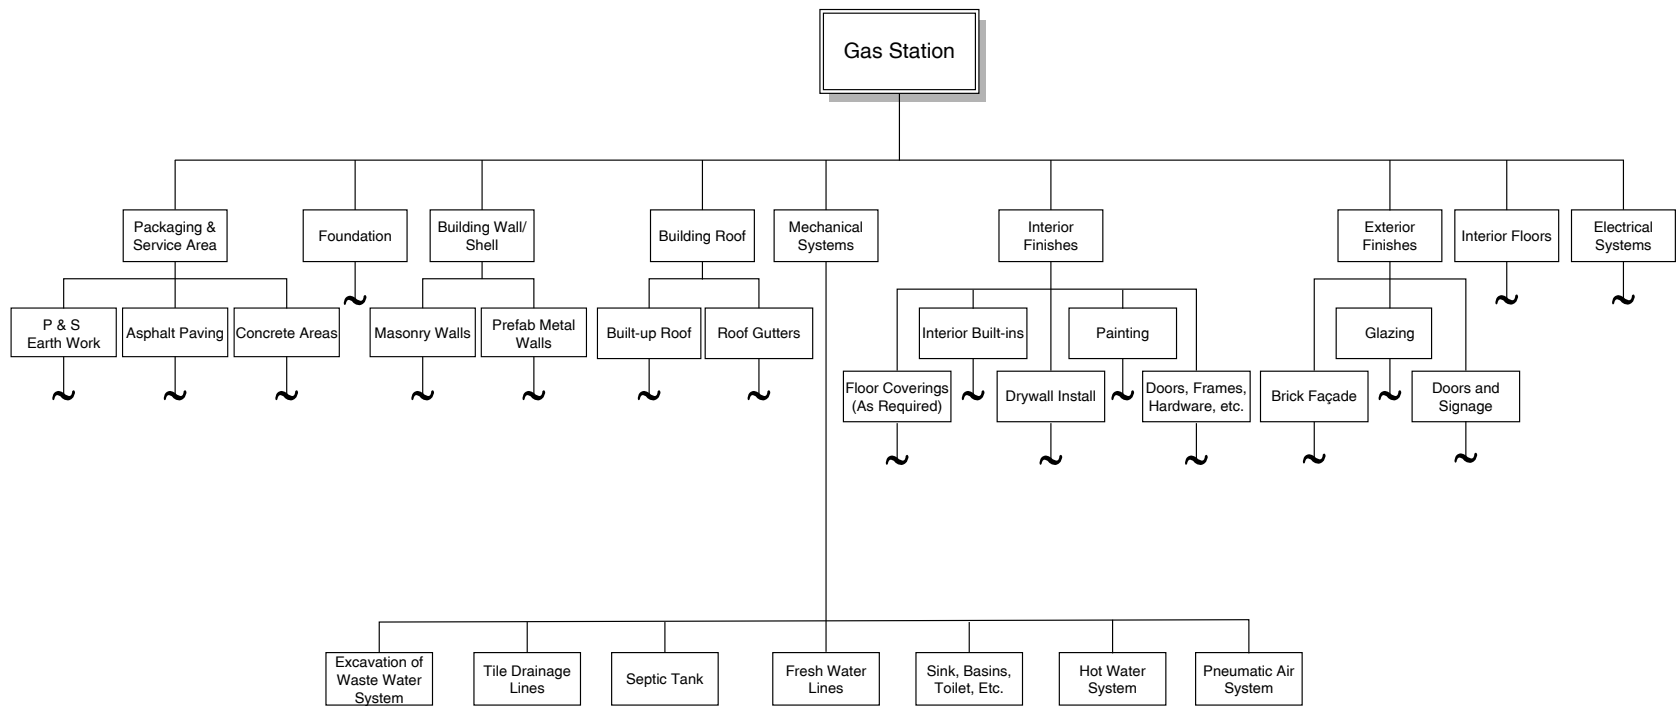 Gas Station
Packaging &
Service Area
Foundation
Building Wall/
Shell
Building Roof
Mechanical
Systems
Interior
Finishes
Exterior
Finishes
Interior Floors
Electrical
Systems
P & S
Earth Work
Asphalt Paving
Concrete Areas
Masonry Walls
Prefab Metal
Walls
Built-up Roof
Roof Gutters
Interior Built-ins
Painting
Glazing
Floor Coverings
(As Required)
Drywall Install
Doors, Frames,
Hardware, etc.
Brick Façade
Doors and
Signage
Excavation of
Waste Water
System
Tile Drainage
Lines
Septic Tank
Fresh Water
Lines
Sink, Basins,
Toilet, Etc.
Hot Water
System
Pneumatic Air
System